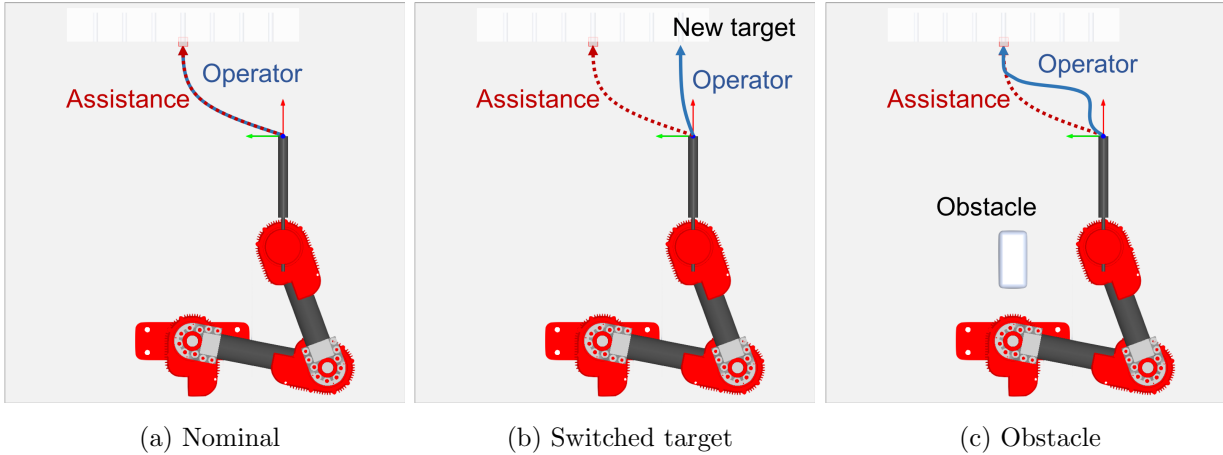 Operator
Assistance
(a) Nominal
New target
Operator
Assistance
(b) Switched target
Operator
Assistance
Obstacle
(c) Obstacle